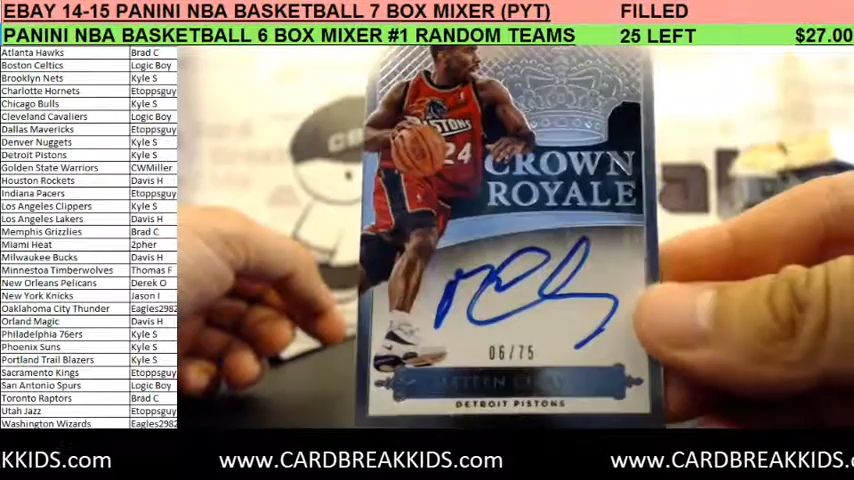 EBAY 14-15 PANINI NBA BASKETBALL 7 BOX MIXER (PYT) FILLED
PANINI NBA BASKETBALL 6 BOX MIXER #1 RANDOM TEAMS 25 LEFT $27.00
Atlanta Hawks Brad C
Boston Celtics Logic Boy
Brooklyn Nets Kyle S
Charlotte Hornets Etoppsguy
Chicago Bulls Kyle S
Cleveland Cavaliers Logic Boy
Dallas Mavericks Etoppsguy
Denver Nuggets Kyle S
Detroit Pistons Kyle S
Golden State Warriors CWMiller
Houston Rockets Davis H
Indiana Pacers Etoppsguy
Los Angeles Clippers Kyle S
Los Angeles Lakers Davis H
Memphis Grizzlies Brad C
Miami Heat 2pher
Milwaukee Bucks Davis H
Minnestoa Timberwolves Thomas F
New Orleans Pelicans Derek O
New York Knicks Jason I
Oaklahoma City Thunder Eagles2982
Orland Magic Davis H
Philadelphia 76ers Kyle S
Phoenix Suns Kyle S
Portland Trail Blazers Kyle S
Sacramento Kings Etoppsguy
San Antonio Spurs Logic Boy
Toronto Raptors Brad C
Utah Jazz Etoppsguy
Washington Wizards Eagles2982
PISTONS
24
CROWN
ROYALE
06/75
DETROIT PISTONS
KKIDS.com www.CARDBREAKKIDS.com www.CARDBREAKKIDS.c